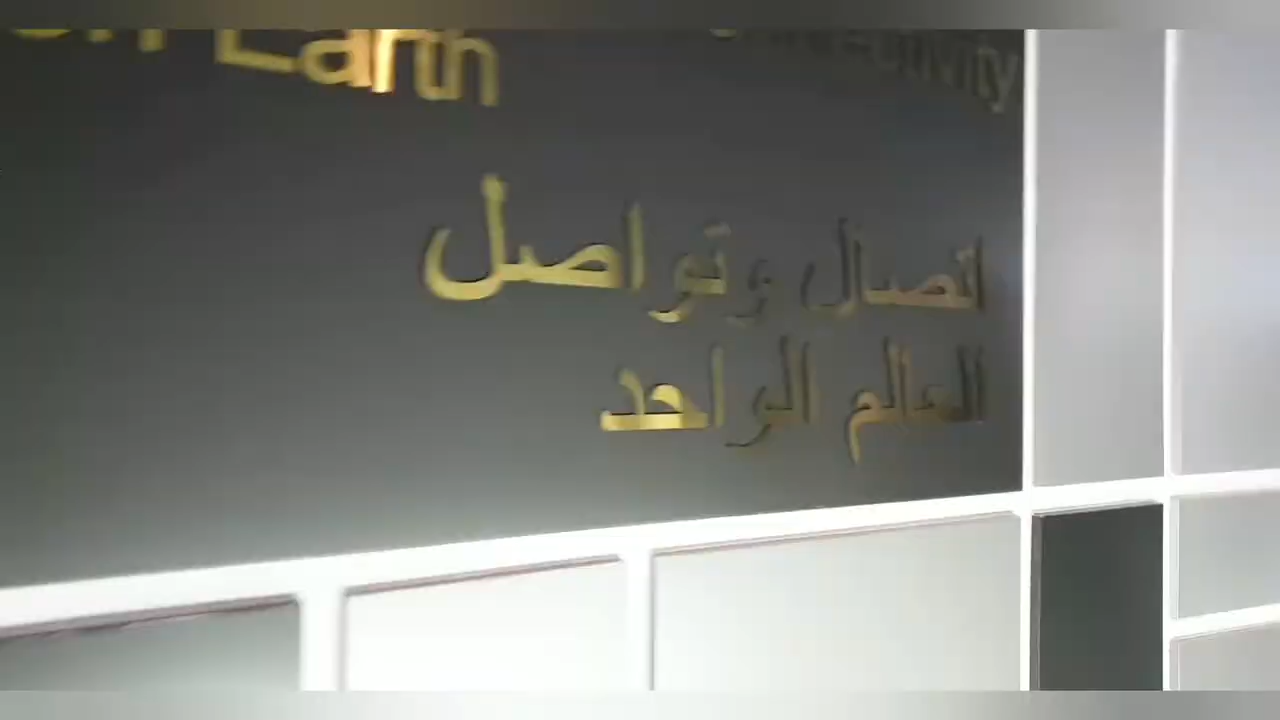 Earth
اتصال وتواصل
العالم الواحد